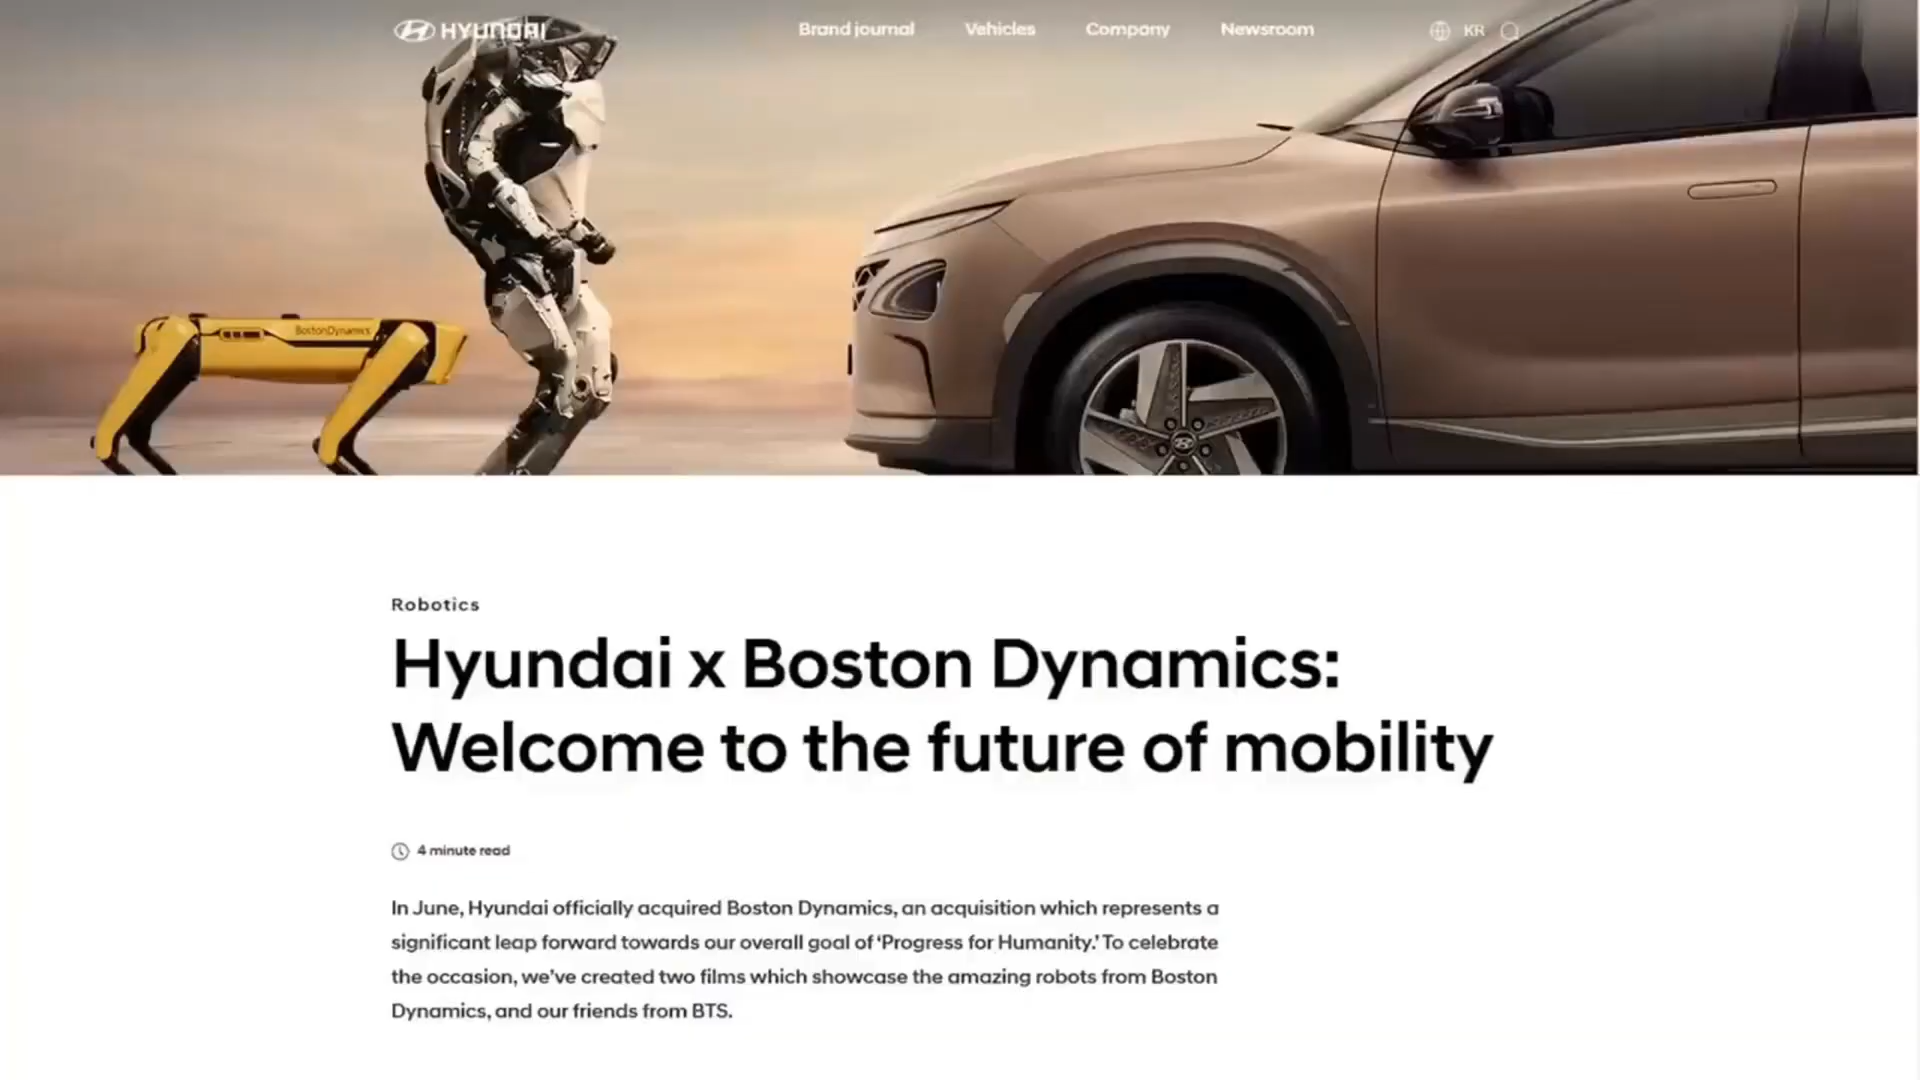 HYUNDAI
Brand journal
Vehicles
Company
Newsroom
KR
BostonDynamics
Robotics
Hyundai x Boston Dynamics:
Welcome to the future of mobility
4 minute read
In June, Hyundai officially acquired Boston Dynamics, an acquisition which represents a
significant leap forward towards our overall goal of ‘Progress for Humanity.’ To celebrate
the occasion, we’ve created two films which showcase the amazing robots from Boston
Dynamics, and our friends from BTS.